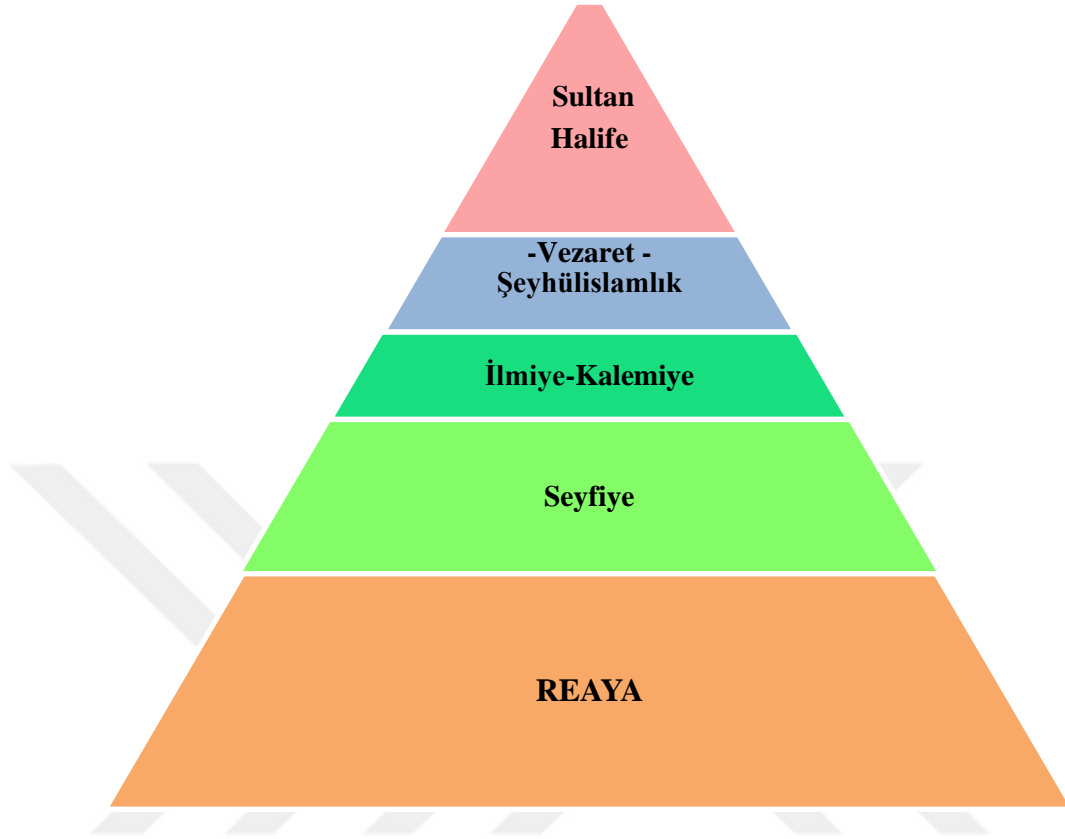 Sultan
Halife
-Vezaret -
Şeyhülislamlık
İlmiye-Kalemiye
Seyfiye
REAYA